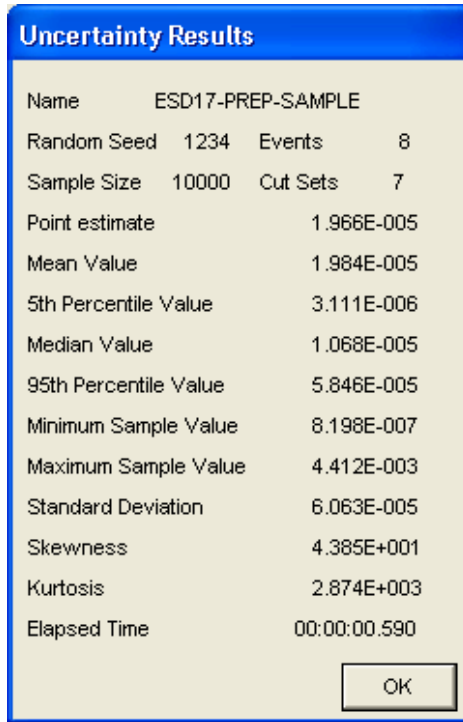 Uncertainty Results
Name ESD17-PREP-SAMPLE
Random Seed 1234 Events 8
Sample Size 10000 Cut Sets 7
Point estimate 1.966E-005
Mean Value 1.984E-005
5th Percentile Value 3.111E-006
Median Value 1.068E-005
95th Percentile Value 5.846E-005
Minimum Sample Value 8.198E-007
Maximum Sample Value 4.412E-003
Standard Deviation 6.063E-005
Skewness 4.385E+001
Kurtosis 2.874E+003
Elapsed Time 00:00:00.590
OK